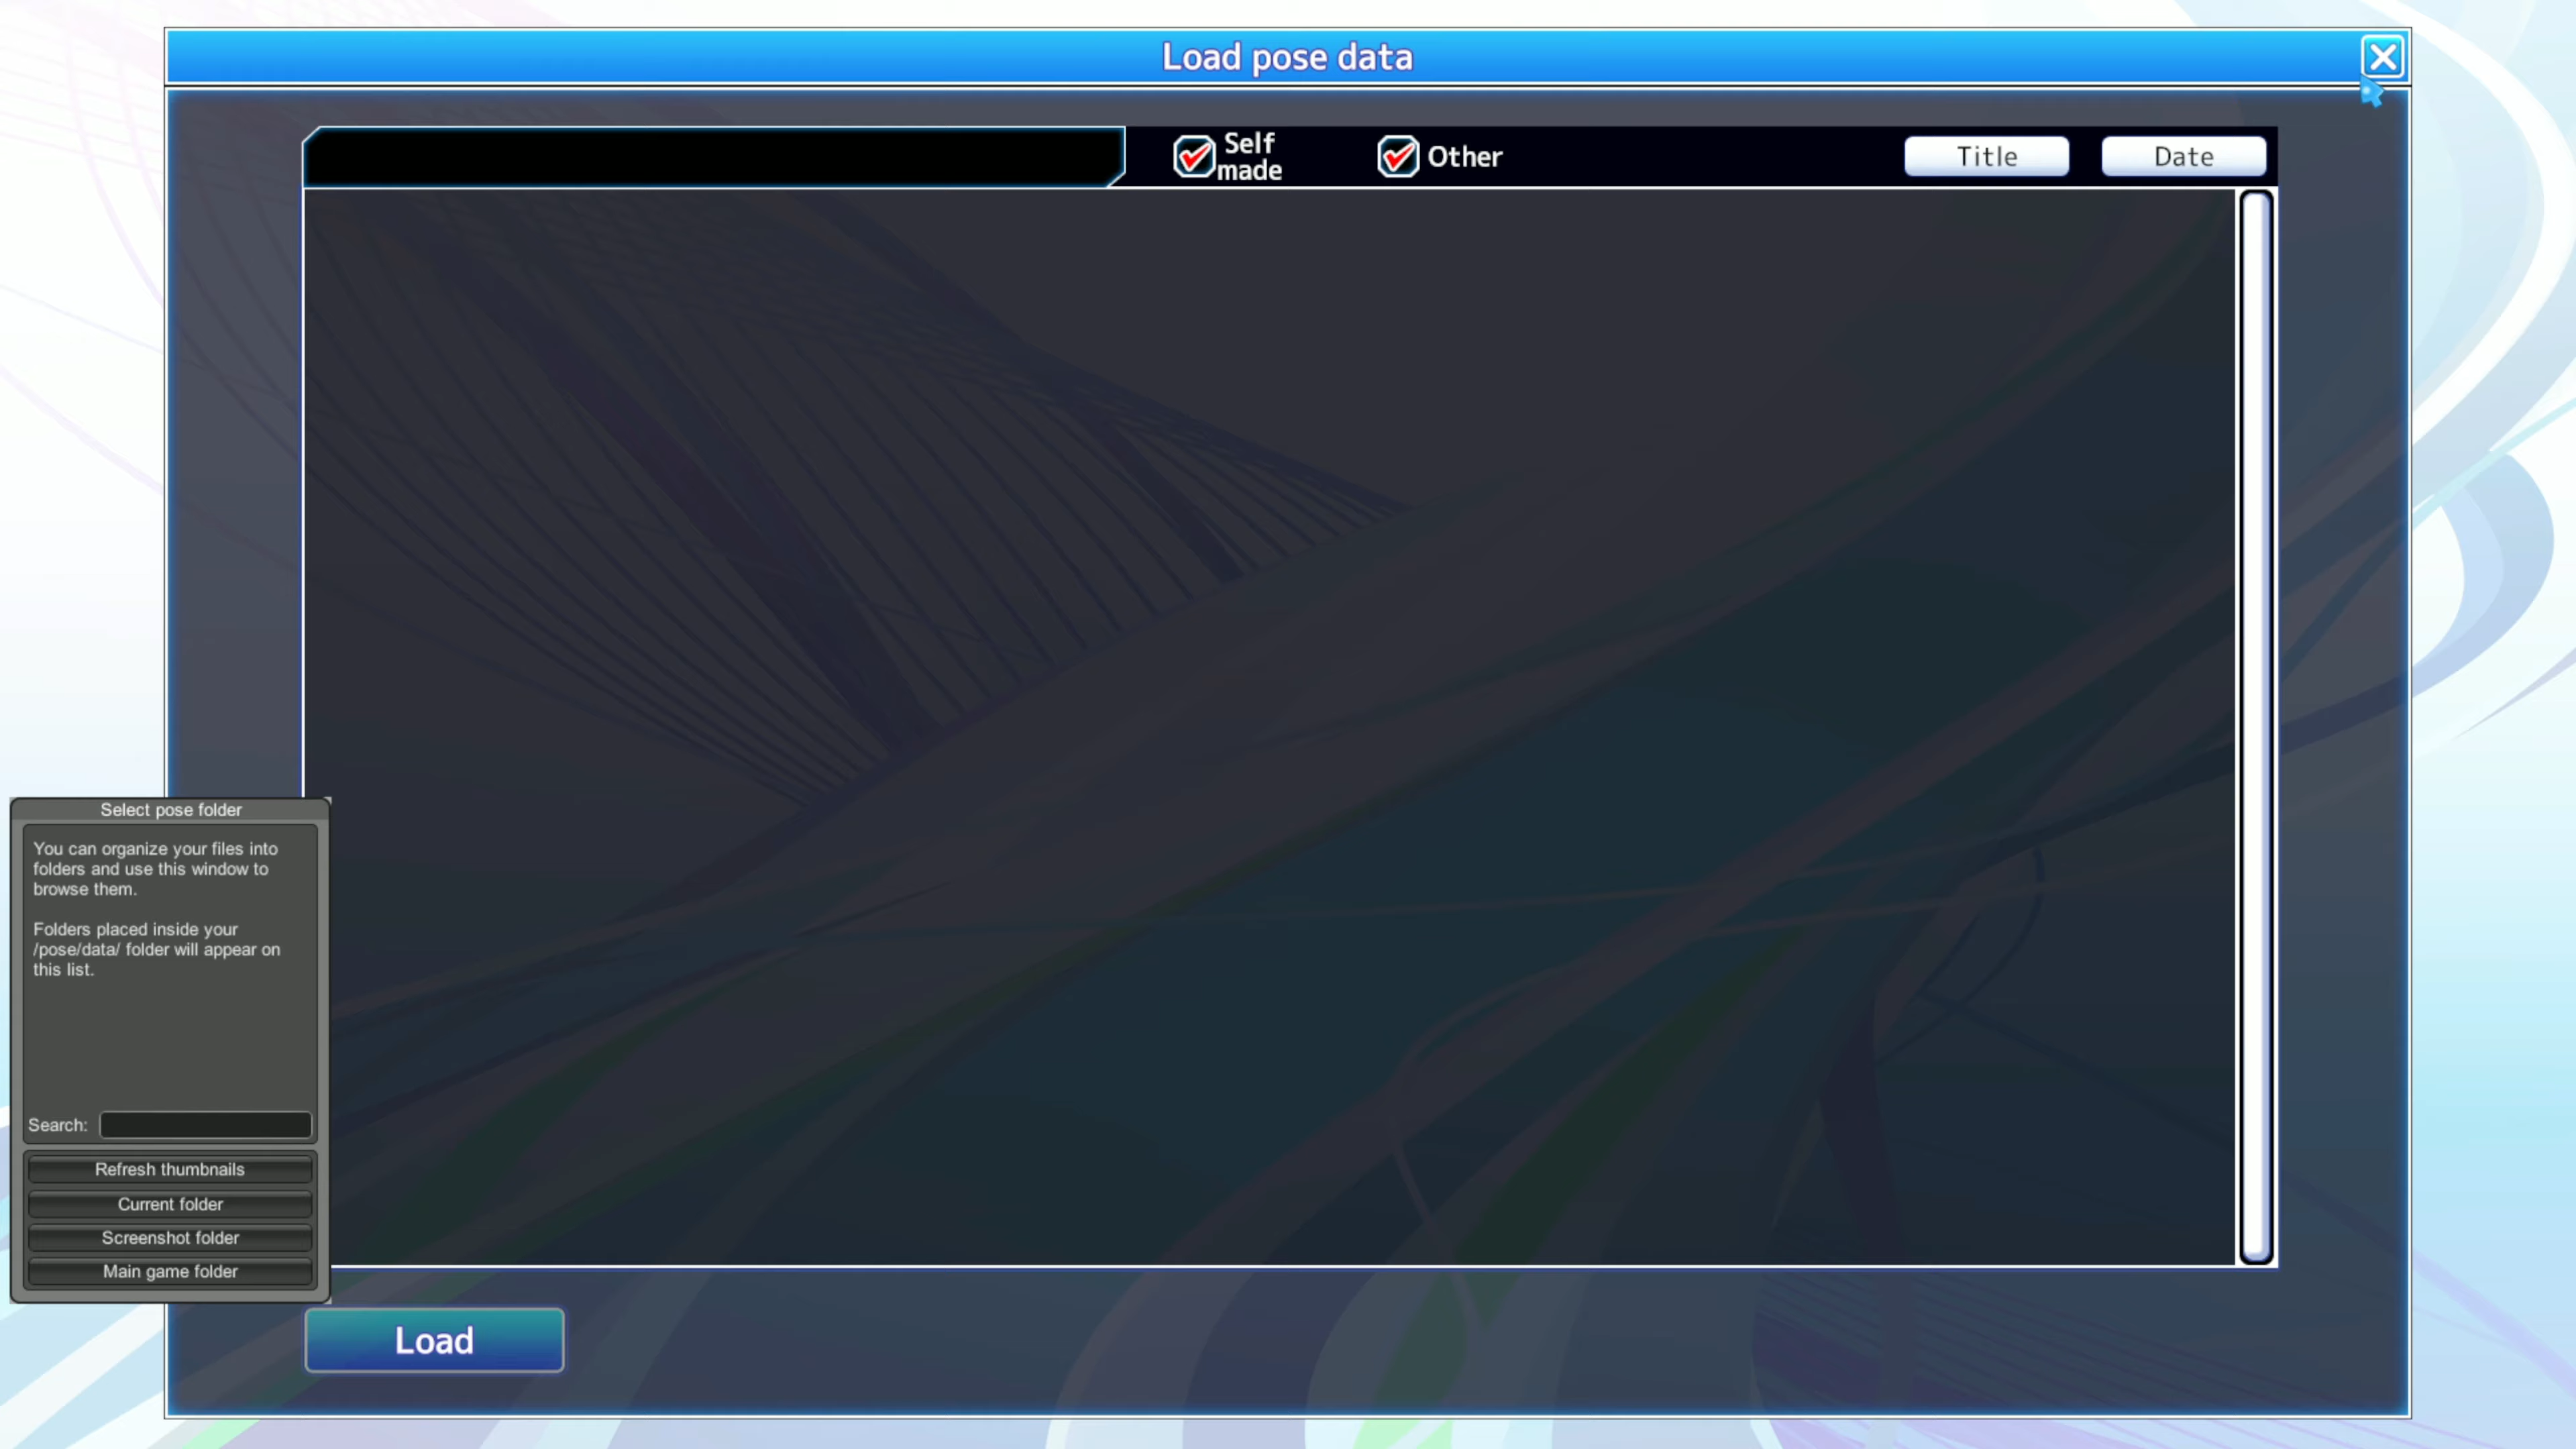 Load pose data
Self
made
Other
Title
Date
Select pose folder
You can organize your files into
folders and use this window to
browse them.
Folders placed inside your
/pose/data/ folder will appear on
this list.
Search:
Refresh thumbnails
Current folder
Screenshot folder
Main game folder
Load